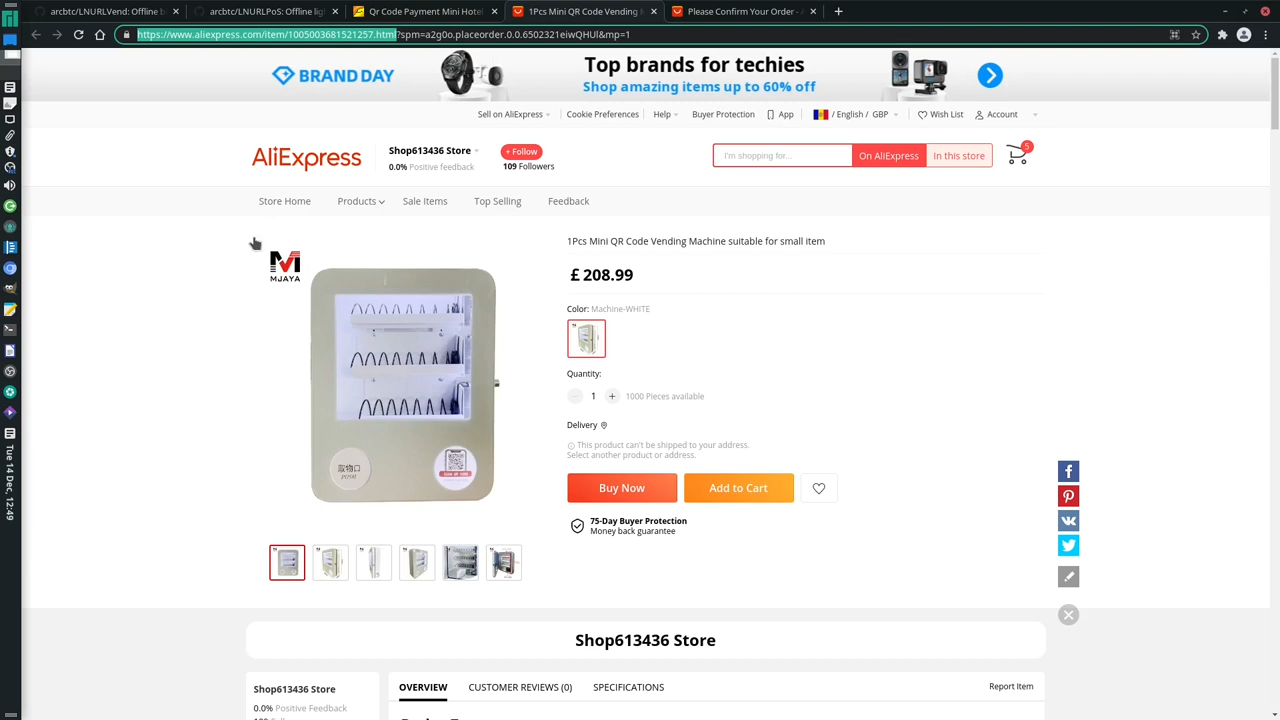 arcbtc/LNURLVend: Offline b
arcbtc/LNURLPOS: Offline lig
QR Code Payment Mini Hotel
1Pcs Mini QR Code Vending M
Please Confirm Your Order -
https://www.aliexpress.com/item/1005003681521257.html?spm=a2g0o.placeorder.0.0.6502321eiwQHUl&mp=1
BRAND DAY
Top brands for techies
Shop amazing items up to 60% off
Sell on AliExpress
Cookie Preferences
Help
Buyer Protection
App
/ English / GBP
Wish List
Account
AliExpress
Shop613436 Store
0.0% Positive feedback
+ Follow
109 Followers
I'm shopping for...
On AliExpress
In this store
5
Store Home
Products
Sale Items
Top Selling
Feedback
MJAYA
取物口
1Pcs Mini QR Code Vending Machine suitable for small item
£208.99
Color: Machine-WHITE
Quantity:
1
1000 Pieces available
Delivery
This product can't be shipped to your address.
Select another product or address.
Buy Now
Add to Cart
75-Day Buyer Protection
Money back guarantee
Tue 14 Dec, 12:49
Shop613436 Store
Shop613436 Store
0.0% Positive Feedback
OVERVIEW
CUSTOMER REVIEWS (0)
SPECIFICATIONS
Report Item